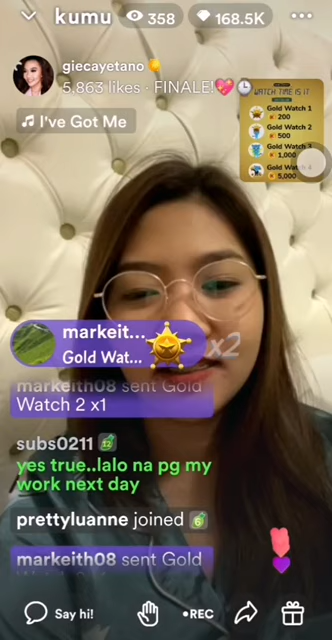 kumu
358
168.5K
giecayetano
5,863 likes · FINALE!
I've Got Me
WATCH TIME IS IT
Gold Watch 1
200
Gold Watch 2
500
Gold Watch 3
1,000
5,000
markeit...
Gold Wat...
x2
markeith08 sent Gold
Watch 2 x1
subs0211 12
yes true..lalo na pg my
work next day
prettyluanne joined 6
markeith08 sent Gold
Say hi!
•REC